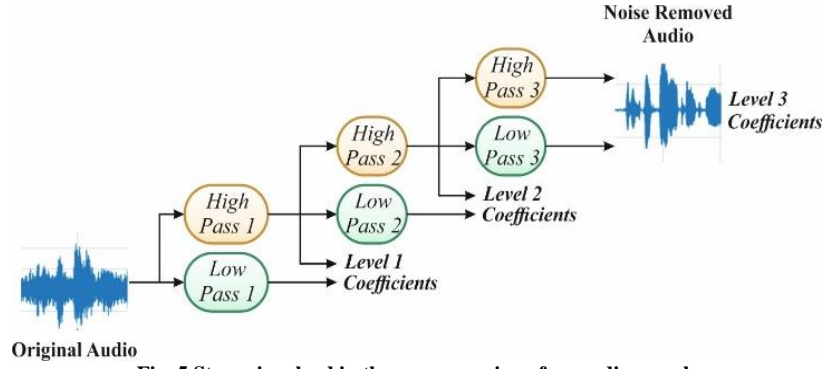 Noise Removed
Audio
High
Pass 3
Level 3
Coefficients
High
Pass 2
Low
Pass 3
Level 2
Coefficients
High
Pass 1
Low
Pass 2
Level 1
Coefficients
Low
Pass 1
Original Audio